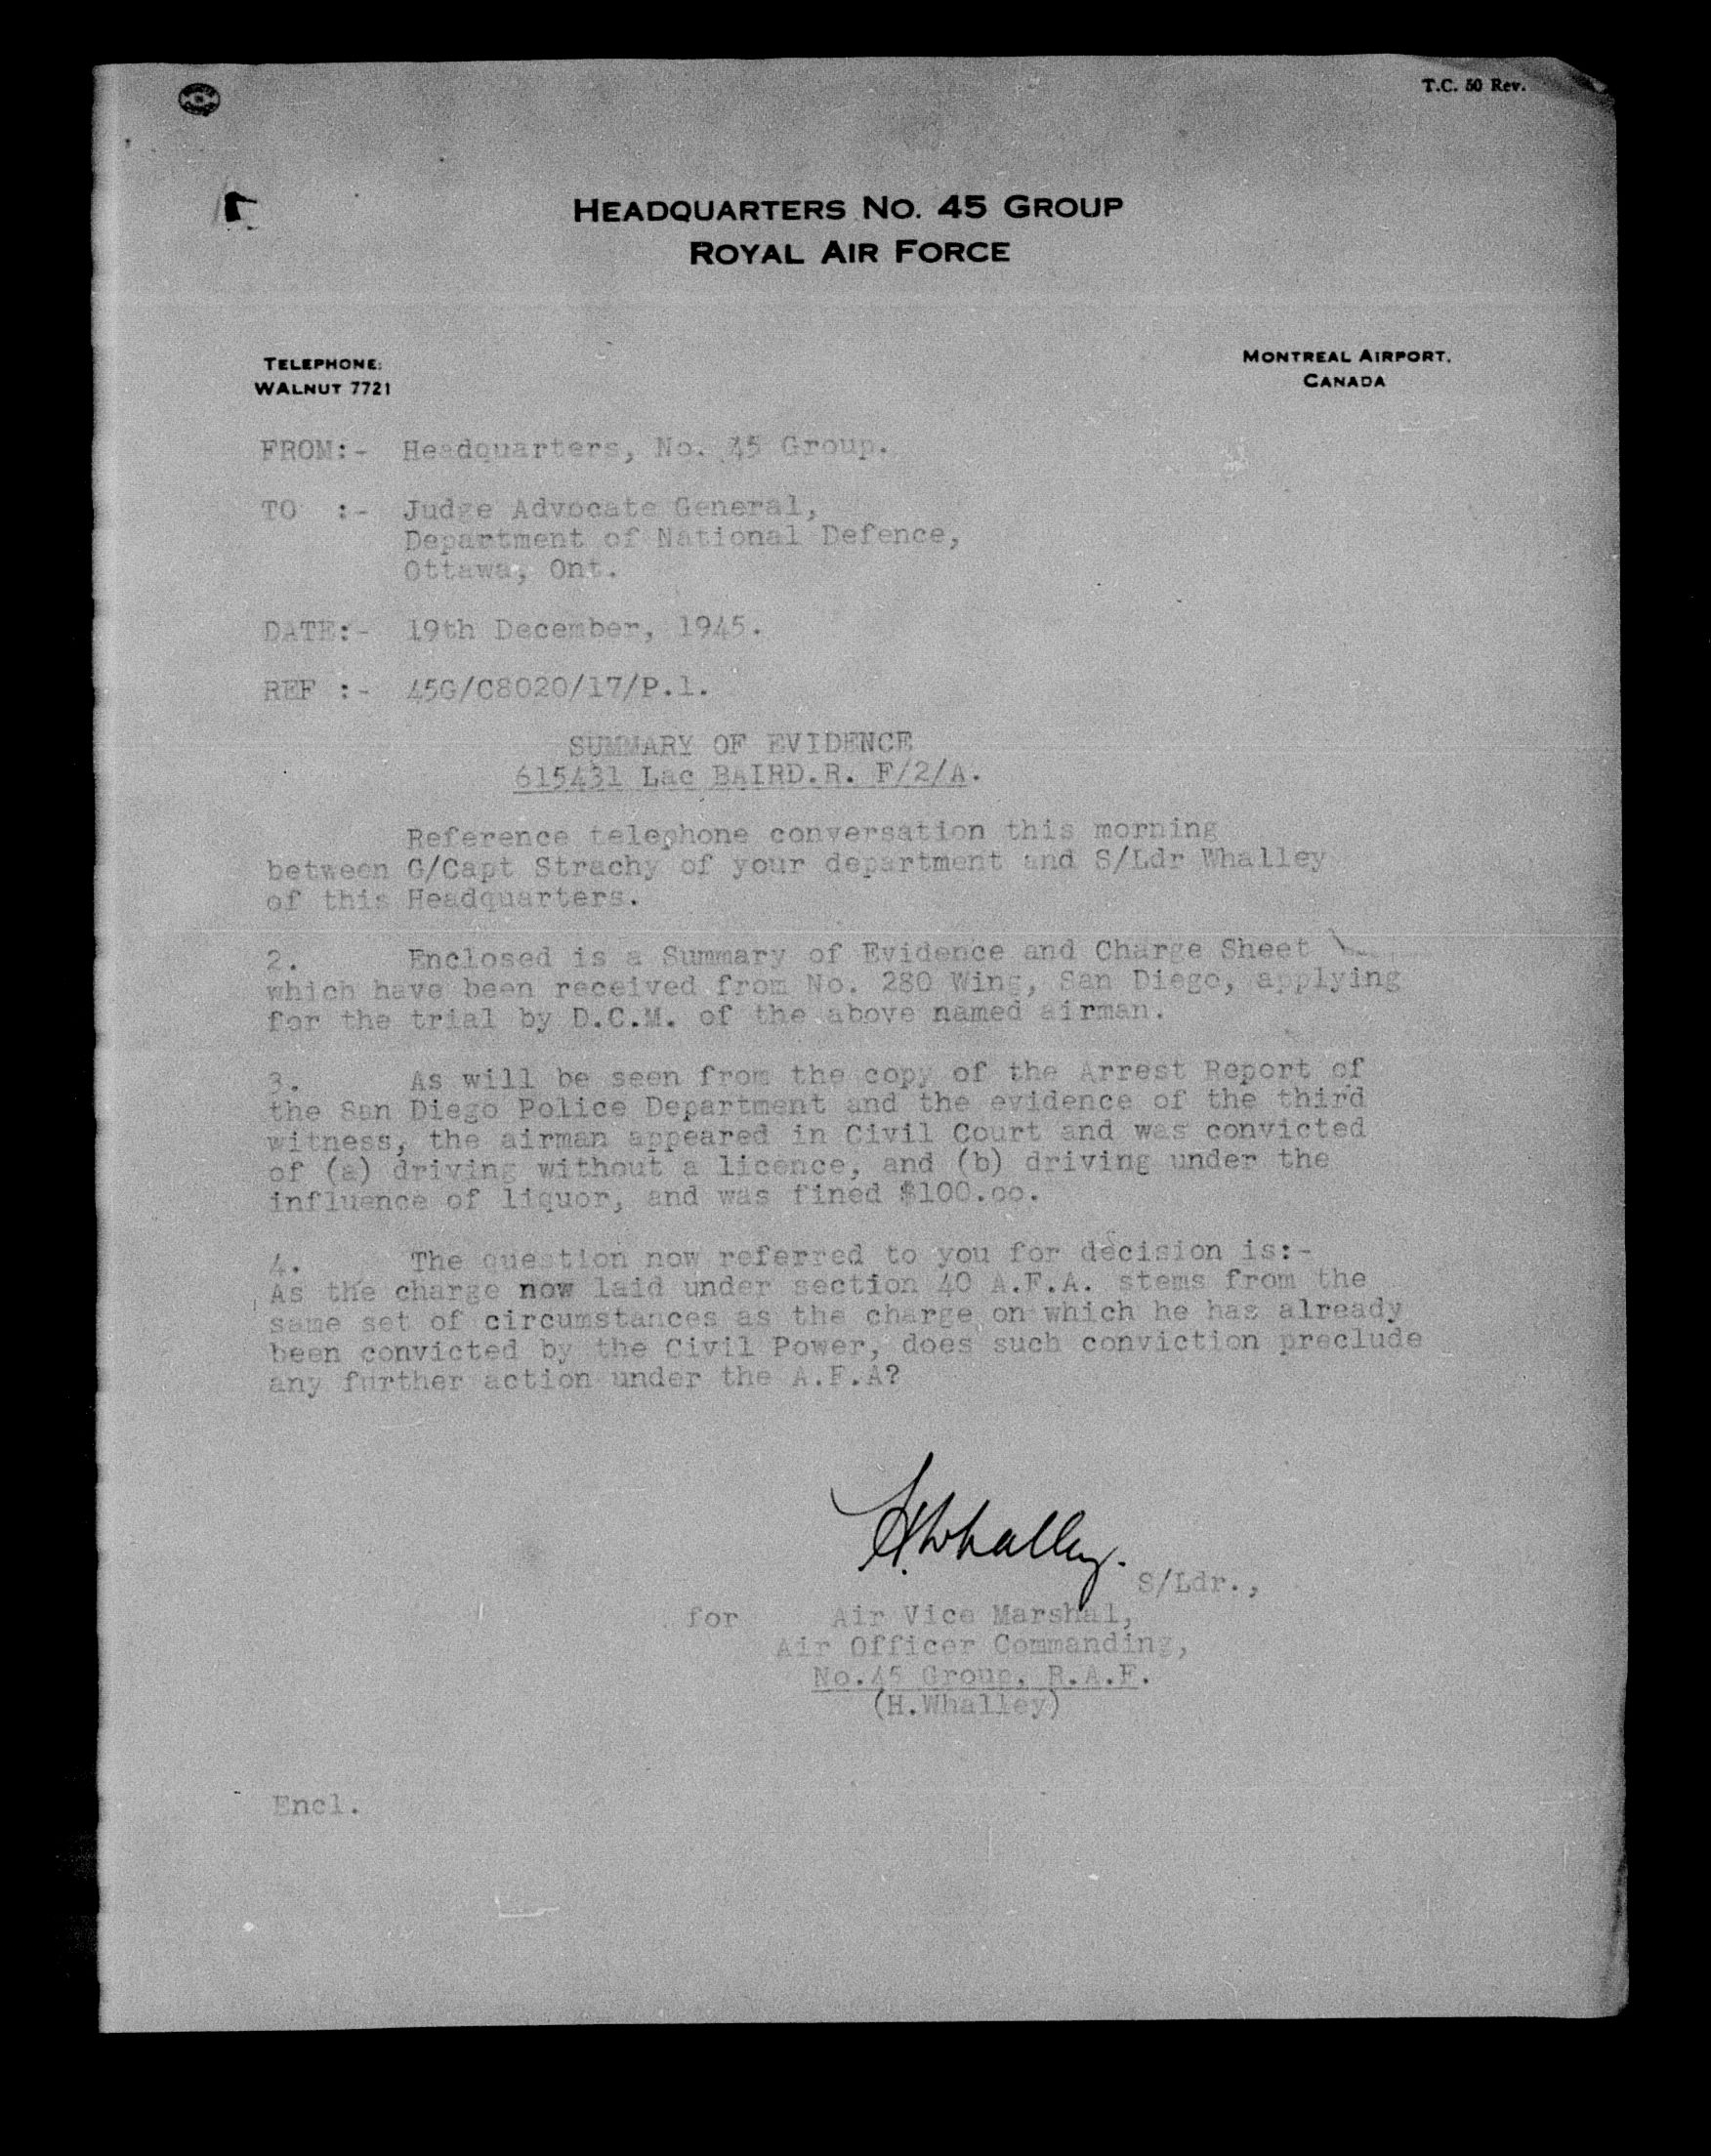 T.C. 50 Rev.
HEADQUARTERS NO. 45 GROUP
ROYAL AIR FORCE
TELEPHONE:
WALNUT 7721
MONTREAL AIRPORT,
CANADA
FROM:- Headquarters, No. 45 Group.
TO :- Judge Advocate General,
Department of National Defence,
Ottawa, Ont.
DATE:- 19th December, 1945.
REF :- 45G/C8020/17/P.1.
SUMMARY OF EVIDENCE
615431 Lac BAIRD.R. F/2/A.
Reference telephone conversation this morning
between G/Capt Strachy of your department and S/Ldr Whalley
of this Headquarters.
2. Enclosed is a Summary of Evidence and Charge Sheet
which have been received from No. 280 Wing, San Diego, applying
for the trial by D.C.M. of the above named airman.
3. As will be seen from the copy of the Arrest Report of
the San Diego Police Department and the evidence of the third
witness, the airman appeared in Civil Court and was convicted
of (a) driving without a licence, and (b) driving under the
influence of liquor, and was fined $100.oo.
4. The question now referred to you for decision is:-
As the charge now laid under section 40 A.F.A. stems from the
same set of circumstances as the charge on which he has already
been convicted by the Civil Power, does such conviction preclude
any further action under the A.F.A?
H.Whalley.
S/Ldr.,
for Air Vice Marshal,
Air Officer Commanding,
No.45 Group, R.A.F.
(H.Whalley)
Encl.